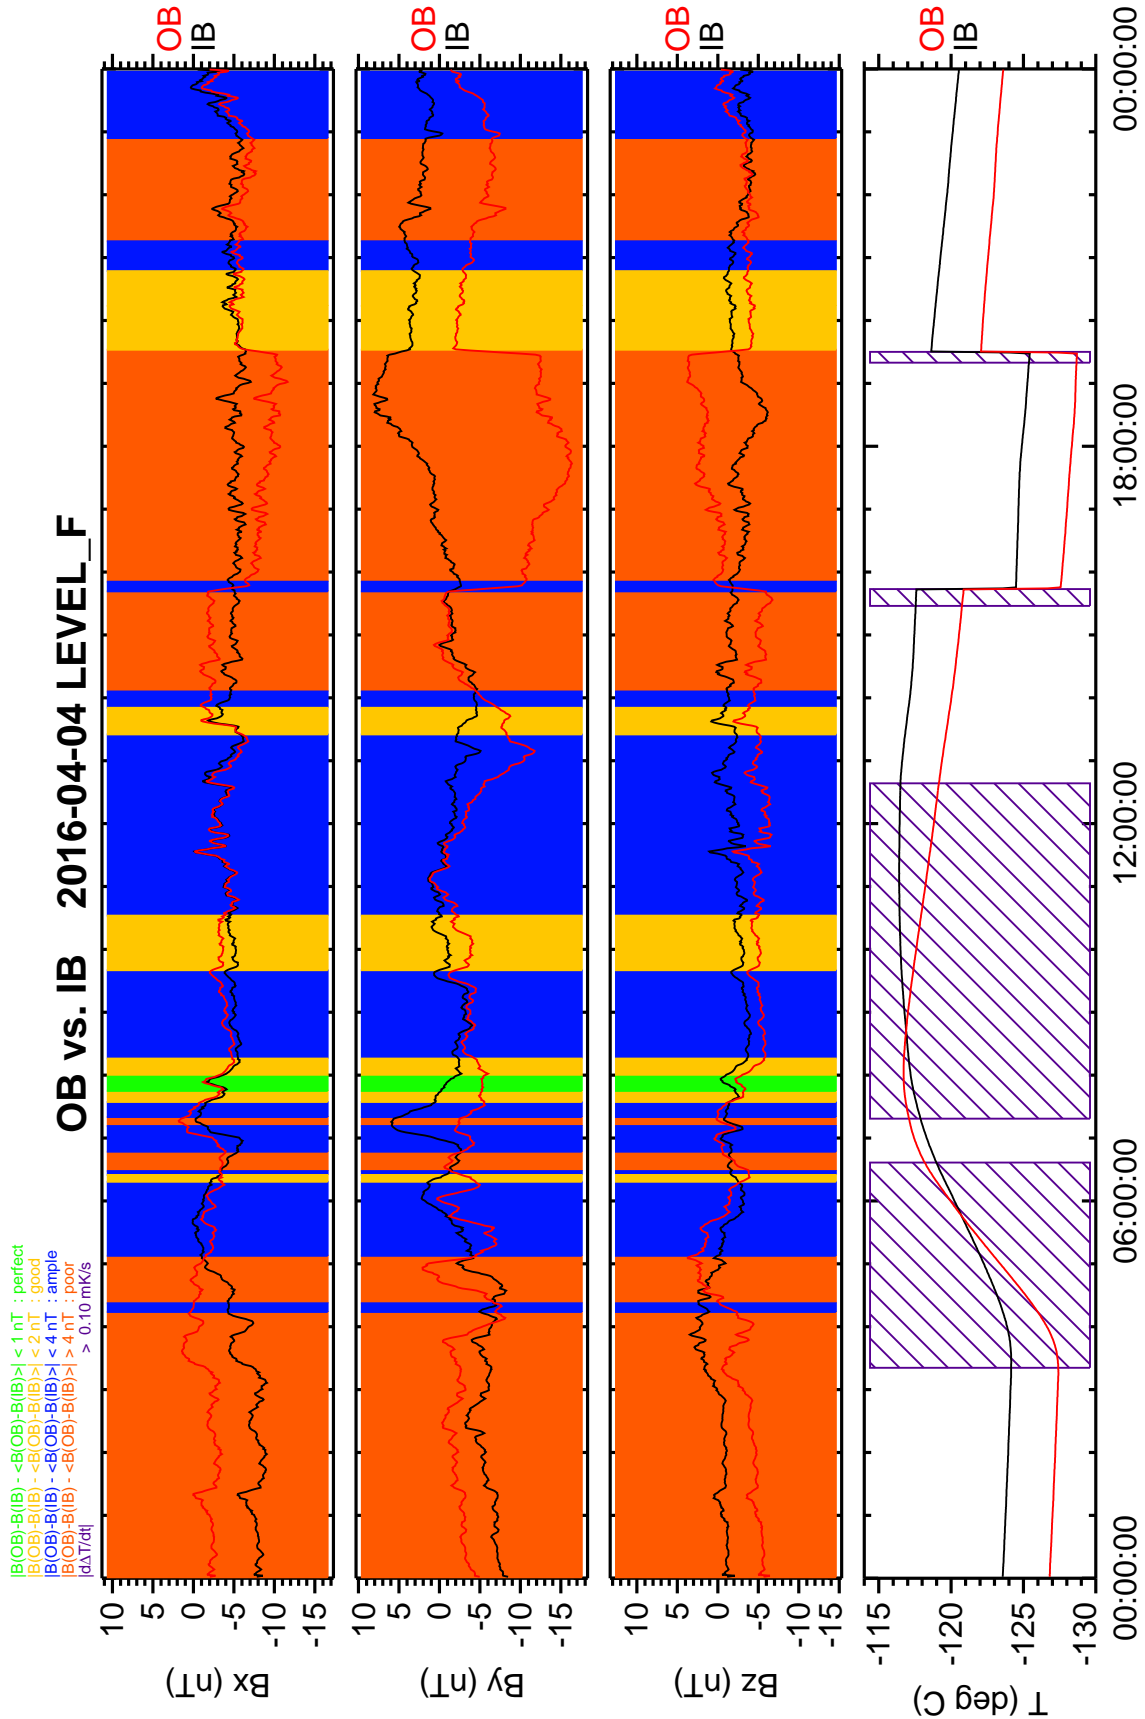 OB vs. IB 2016-04-04 LEVEL_F
|B(OB)-B(IB) - <B(OB)-B(IB)>| < 1 nT : perfect
|B(OB)-B(IB) - <B(OB)-B(IB)>| < 2 nT : good
|B(OB)-B(IB) - <B(OB)-B(IB)>| < 4 nT : ample
|B(OB)-B(IB) - <B(OB)-B(IB)>| > 4 nT : poor
|dΔT/dt| > 0.10 mK/s
Bx (nT)
10
5
0
-5
-10
-15
OB
IB
By (nT)
10
5
0
-5
-10
-15
OB
IB
Bz (nT)
10
5
0
-5
-10
-15
OB
IB
T (deg C)
-115
-120
-125
-130
OB
IB
00:00:00 06:00:00 12:00:00 18:00:00 00:00:00